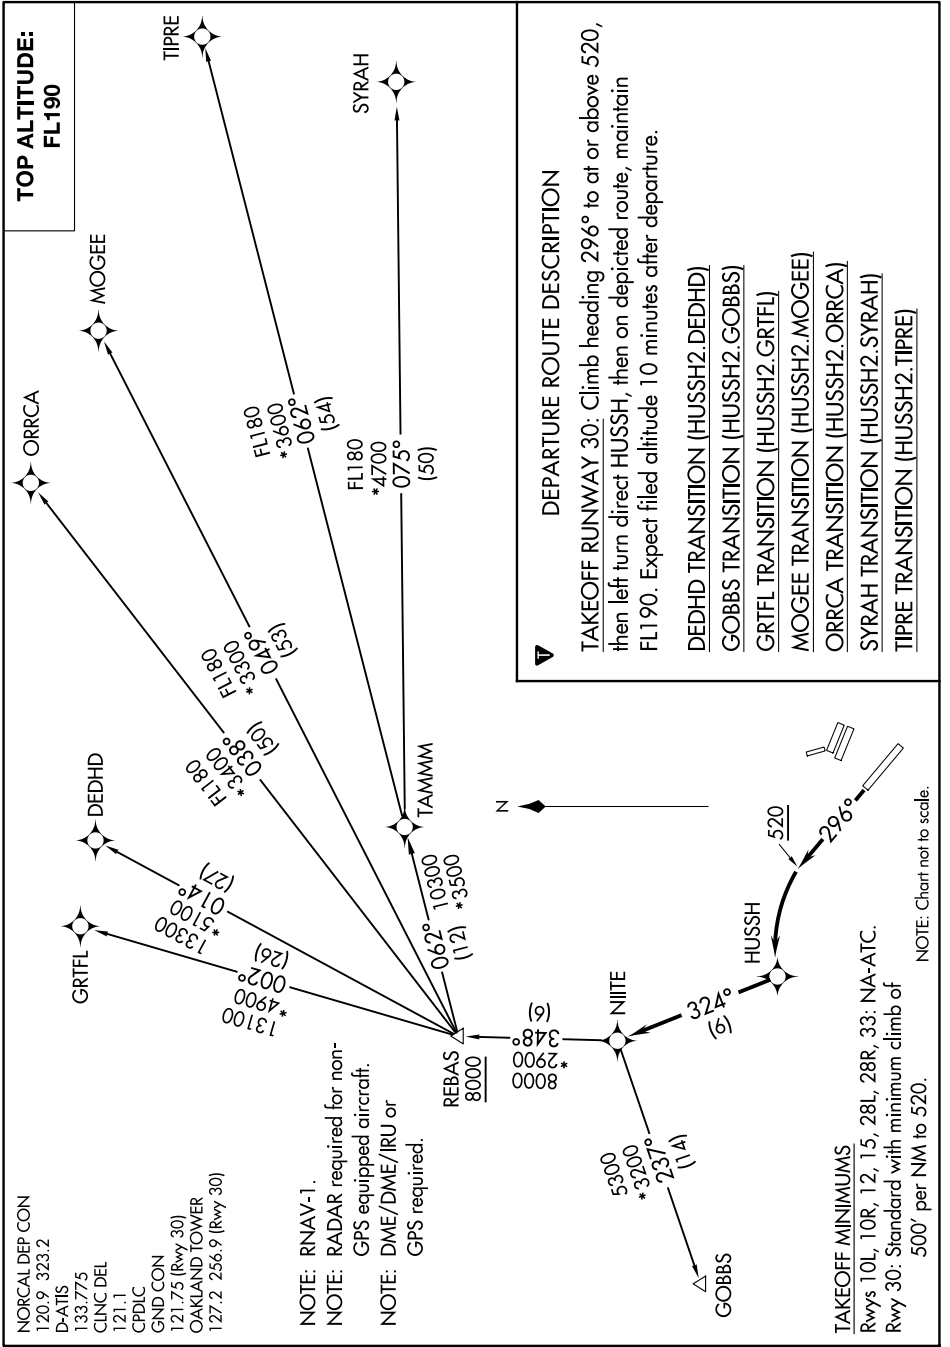 TOP ALTITUDE:
FL190
NORCAL DEP CON
120.9 323.2
D-ATIS
133.775
CLNC DEL
121.1
CPDLC
GND CON
121.75 (Rwy 30)
OAKLAND TOWER
127.2 256.9 (Rwy 30)
NOTE: RNAV-1.
NOTE: RADAR required for non-
GPS equipped aircraft.
NOTE: DME/DME/IRU or
GPS required.
GRTFL
DEDHD
ORRCA
MOGEE
TIPRE
SYRAH
13100
*4900
002°
(26)
13300
*5100
014°
(27)
FL180
*3400
038°
(50)
FL180
*3300
049°
(53)
FL180
*3600
062°
(54)
FL180
*4700
075°
(50)
TAMMM
10300
*3500
062°
(12)
REBAS
8000
8000
*2900
348°
(6)
NIITE
5300
*3200
237°
(14)
GOBBS
324°
(6)
HUSSH
520
296°
N
TAKEOFF MINIMUMS
Rwys 10L, 10R, 12, 15, 28L, 28R, 33: NA-ATC.
Rwy 30: Standard with minimum climb of
500' per NM to 520.
NOTE: Chart not to scale.
T
DEPARTURE ROUTE DESCRIPTION
TAKEOFF RUNWAY 30: Climb heading 296° to at or above 520,
then left turn direct HUSSH, then on depicted route, maintain
FL190. Expect filed altitude 10 minutes after departure.
DEDHD TRANSITION (HUSSH2.DEDHD)
GOBBS TRANSITION (HUSSH2.GOBBS)
GRTFL TRANSITION (HUSSH2.GRTFL)
MOGEE TRANSITION (HUSSH2.MOGEE)
ORRCA TRANSITION (HUSSH2.ORRCA)
SYRAH TRANSITION (HUSSH2.SYRAH)
TIPRE TRANSITION (HUSSH2.TIPRE)